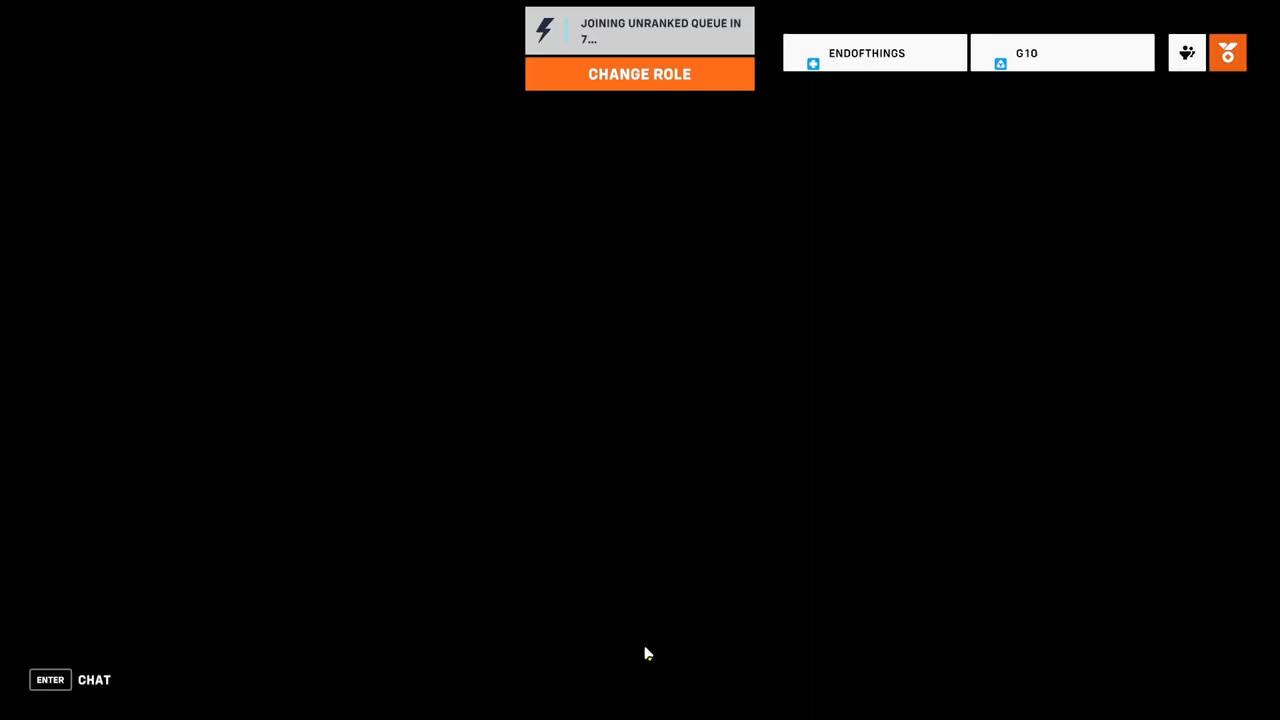 JOINING UNRANKED QUEUE IN
7...
CHANGE ROLE
ENDOFTHINGS
G10
ENTER CHAT